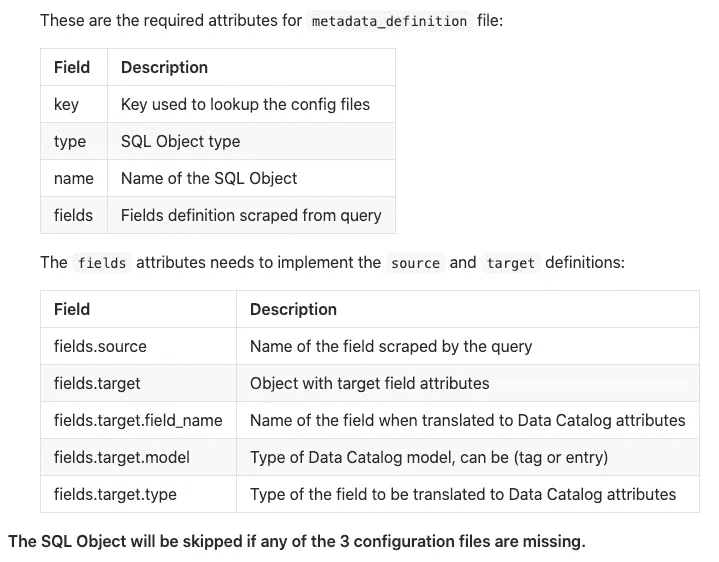 These are the required attributes for metadata_definition file:
Field Description
key Key used to lookup the config files
type SQL Object type
name Name of the SQL Object
fields Fields definition scraped from query
The fields attributes needs to implement the source and target definitions:
Field Description
fields.source Name of the field scraped by the query
fields.target Object with target field attributes
fields.target.field_name Name of the field when translated to Data Catalog attributes
fields.target.model Type of Data Catalog model, can be (tag or entry)
fields.target.type Type of the field to be translated to Data Catalog attributes
The SQL Object will be skipped if any of the 3 configuration files are missing.